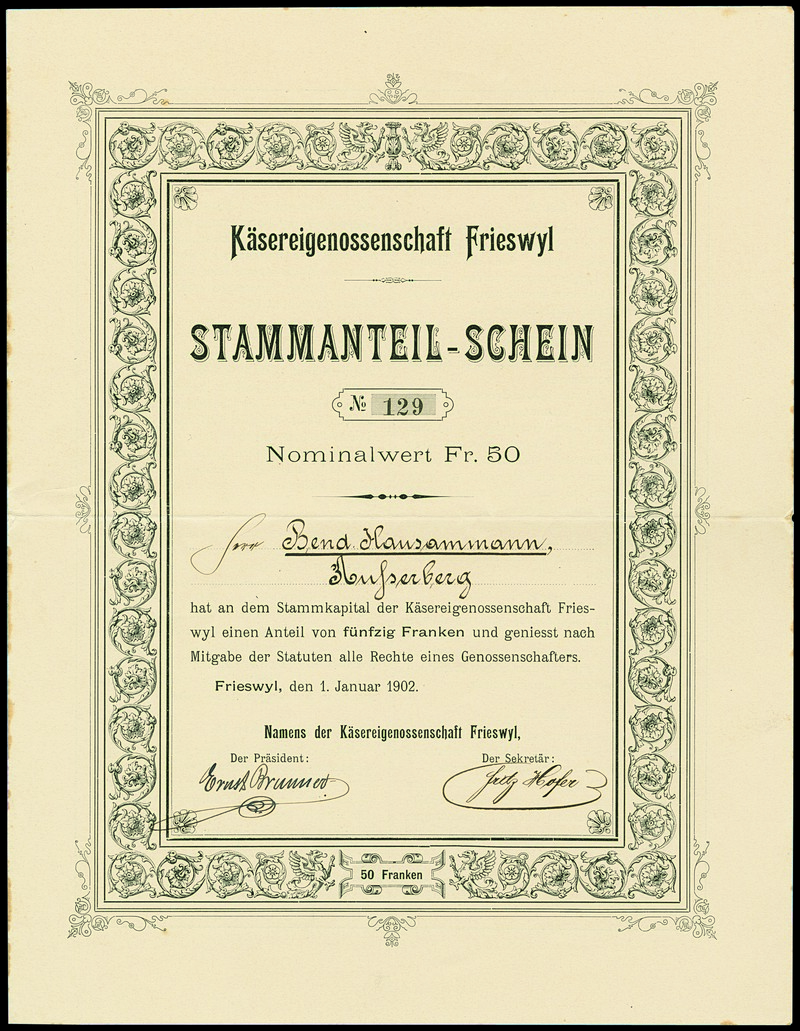 Käsereigenossenschaft Frieswyl
STAMMANTEIL-SCHEIN
№ 129
Nominalwert Fr. 50
Herr Bend. Hausammann,
Nufserberg
hat an dem Stammkapital der Käsereigenossenschaft Fries-
wyl einen Anteil von fünfzig Franken und geniesst nach
Mitgabe der Statuten alle Rechte eines Genossenschafters.
Frieswyl, den 1. Januar 1902.
Namens der Käsereigenossenschaft Frieswyl,
Der Präsident: Der Sekretär:
Ernst Brunner Fritz Hofer
50 Franken